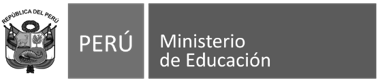 REPÚBLICA DEL PERÚ
PERÚ
Ministerio
de Educación